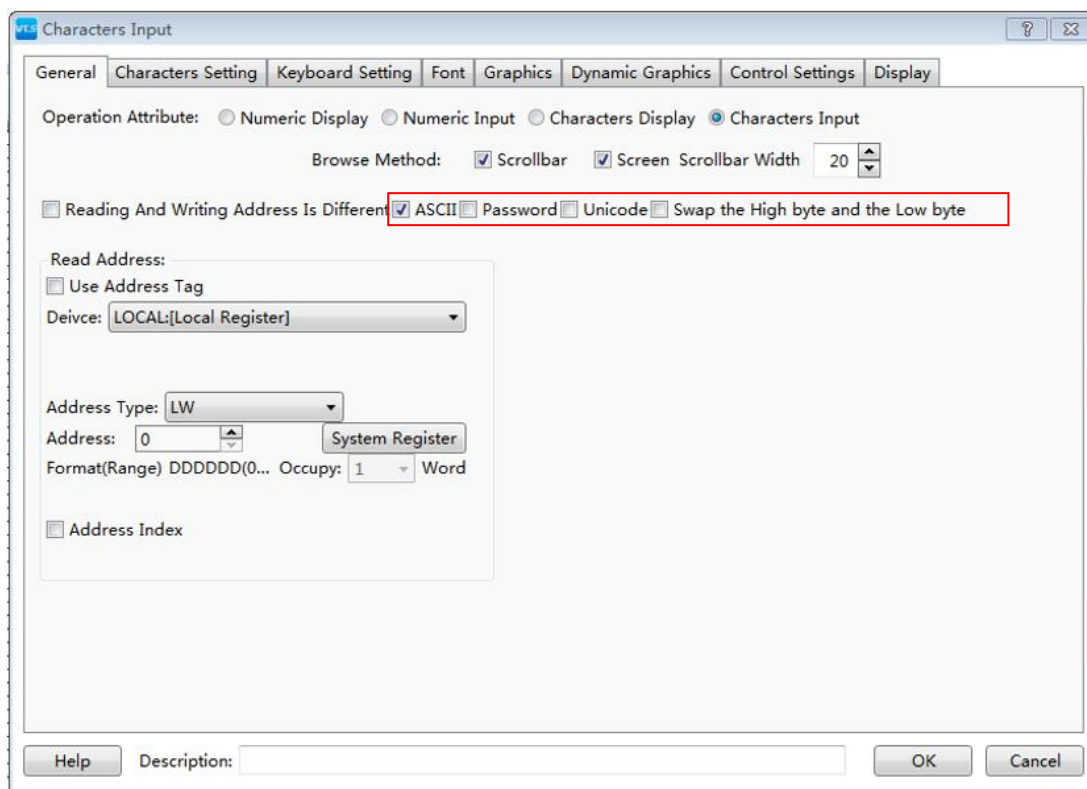 VTS Characters Input
General Characters Setting Keyboard Setting Font Graphics Dynamic Graphics Control Settings Display
Operation Attribute: Numeric Display Numeric Input Characters Display Characters Input
Browse Method: Scrollbar Screen Scrollbar Width 20
Reading And Writing Address Is Different ASCII Password Unicode Swap the High byte and the Low byte
Read Address:
Use Address Tag
Deivce: LOCAL:[Local Register]
Address Type: LW
Address: 0 System Register
Format(Range) DDDDDD(0... Occupy: 1 Word
Address Index
Help Description: OK Cancel